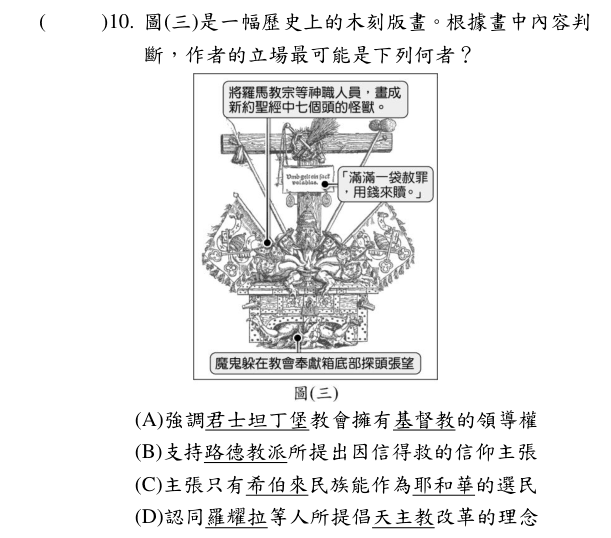 (　　)10. 圖(三)是一幅歷史上的木刻版畫。根據畫中內容判
斷，作者的立場最可能是下列何者？
將羅馬教宗等神職人員，畫成
新約聖經中七個頭的怪獸。
Umb gelt ein sack
vol ablas.
「滿滿一袋赦罪
，用錢來贖。」
魔鬼躲在教會奉獻箱底部探頭張望
圖(三)
(A)強調君士坦丁堡教會擁有基督教的領導權
(B)支持路德教派所提出因信得救的信仰主張
(C)主張只有希伯來民族能作為耶和華的選民
(D)認同羅耀拉等人所提倡天主教改革的理念